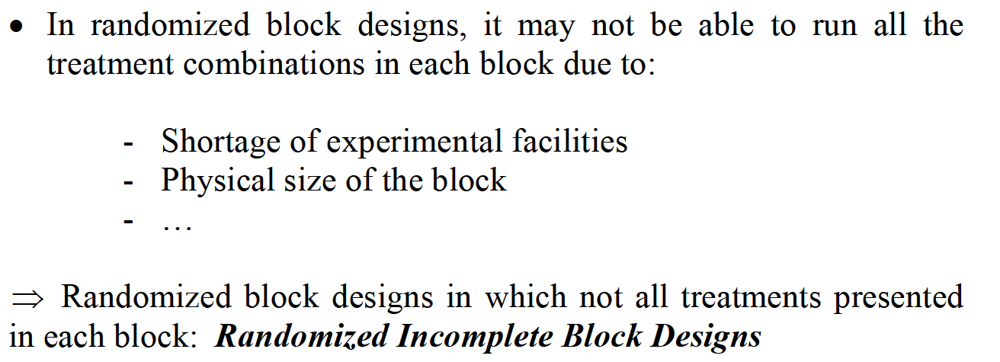 • In randomized block designs, it may not be able to run all the
treatment combinations in each block due to:
- Shortage of experimental facilities
- Physical size of the block
- …
⇒ Randomized block designs in which not all treatments presented
in each block: Randomized Incomplete Block Designs